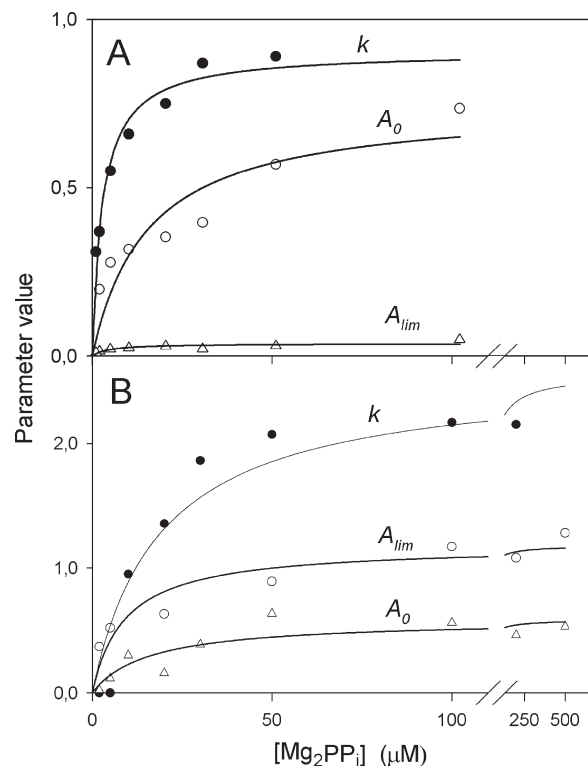 1,0
A
k
A0
0,5
Alim
0,0
Parameter value
B
k
2,0
Alim
1,0
A0
0,0
0 50 100 250 500
[Mg2PPi] (μM)